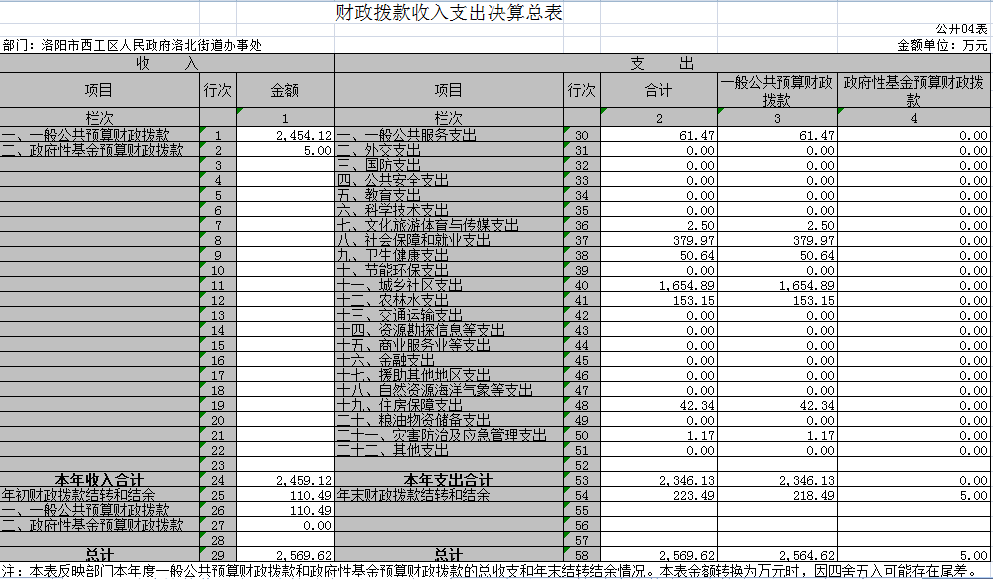 财政拨款收入支出决算总表
公开04表
部门：洛阳市西工区人民政府洛北街道办事处 金额单位：万元
收 入 支 出
项目 行次 金额 项目 行次 合计 一般公共预算财政拨款 政府性基金预算财政拨款
栏次 1 栏次 2 3 4
一、一般公共预算财政拨款 1 2,454.12 一、一般公共服务支出 30 61.47 61.47 0.00
二、政府性基金预算财政拨款 2 5.00 二、外交支出 31 0.00 0.00 0.00
3 三、国防支出 32 0.00 0.00 0.00
4 四、公共安全支出 33 0.00 0.00 0.00
5 五、教育支出 34 0.00 0.00 0.00
6 六、科学技术支出 35 0.00 0.00 0.00
7 七、文化旅游体育与传媒支出 36 2.50 2.50 0.00
8 八、社会保障和就业支出 37 379.97 379.97 0.00
9 九、卫生健康支出 38 50.64 50.64 0.00
10 十、节能环保支出 39 0.00 0.00 0.00
11 十一、城乡社区支出 40 1,654.89 1,654.89 0.00
12 十二、农林水支出 41 153.15 153.15 0.00
13 十三、交通运输支出 42 0.00 0.00 0.00
14 十四、资源勘探信息等支出 43 0.00 0.00 0.00
15 十五、商业服务业等支出 44 0.00 0.00 0.00
16 十六、金融支出 45 0.00 0.00 0.00
17 十七、援助其他地区支出 46 0.00 0.00 0.00
18 十八、自然资源海洋气象等支出 47 0.00 0.00 0.00
19 十九、住房保障支出 48 42.34 42.34 0.00
20 二十、粮油物资储备支出 49 0.00 0.00 0.00
21 二十一、灾害防治及应急管理支出 50 1.17 1.17 0.00
22 二十二、其他支出 51 0.00 0.00 0.00
23 52
本年收入合计 24 2,459.12 本年支出合计 53 2,346.13 2,346.13 0.00
年初财政拨款结转和结余 25 110.49 年末财政拨款结转和结余 54 223.49 218.49 5.00
一、一般公共预算财政拨款 26 110.49 55
二、政府性基金预算财政拨款 27 0.00 56
28 57
总计 29 2,569.62 总计 58 2,569.62 2,564.62 5.00
注：本表反映部门本年度一般公共预算财政拨款和政府性基金预算财政拨款的总收支和年末结转结余情况。本表金额转换为万元时，因四舍五入可能存在尾差。